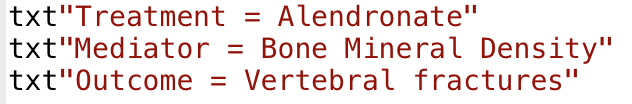 txt"Treatment = Alendronate"
txt"Mediator = Bone Mineral Density"
txt"Outcome = Vertebral fractures"